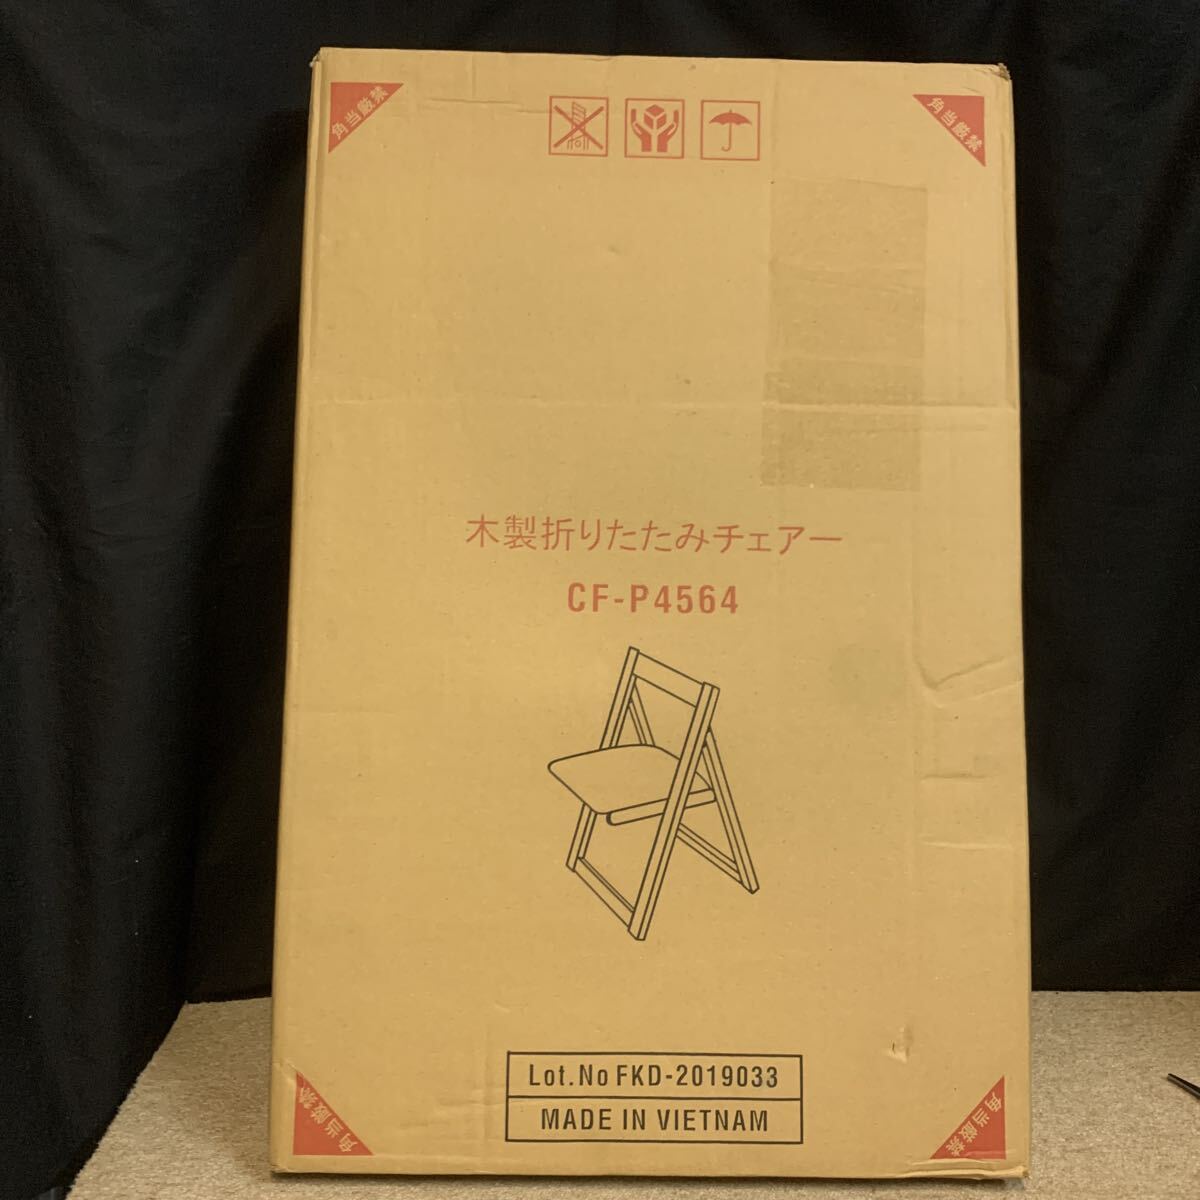 角当厳禁
角当厳禁
木製折りたたみチェアー
CF-P4564
Lot.No FKD-2019033
MADE IN VIETNAM
角当厳禁
角当厳禁